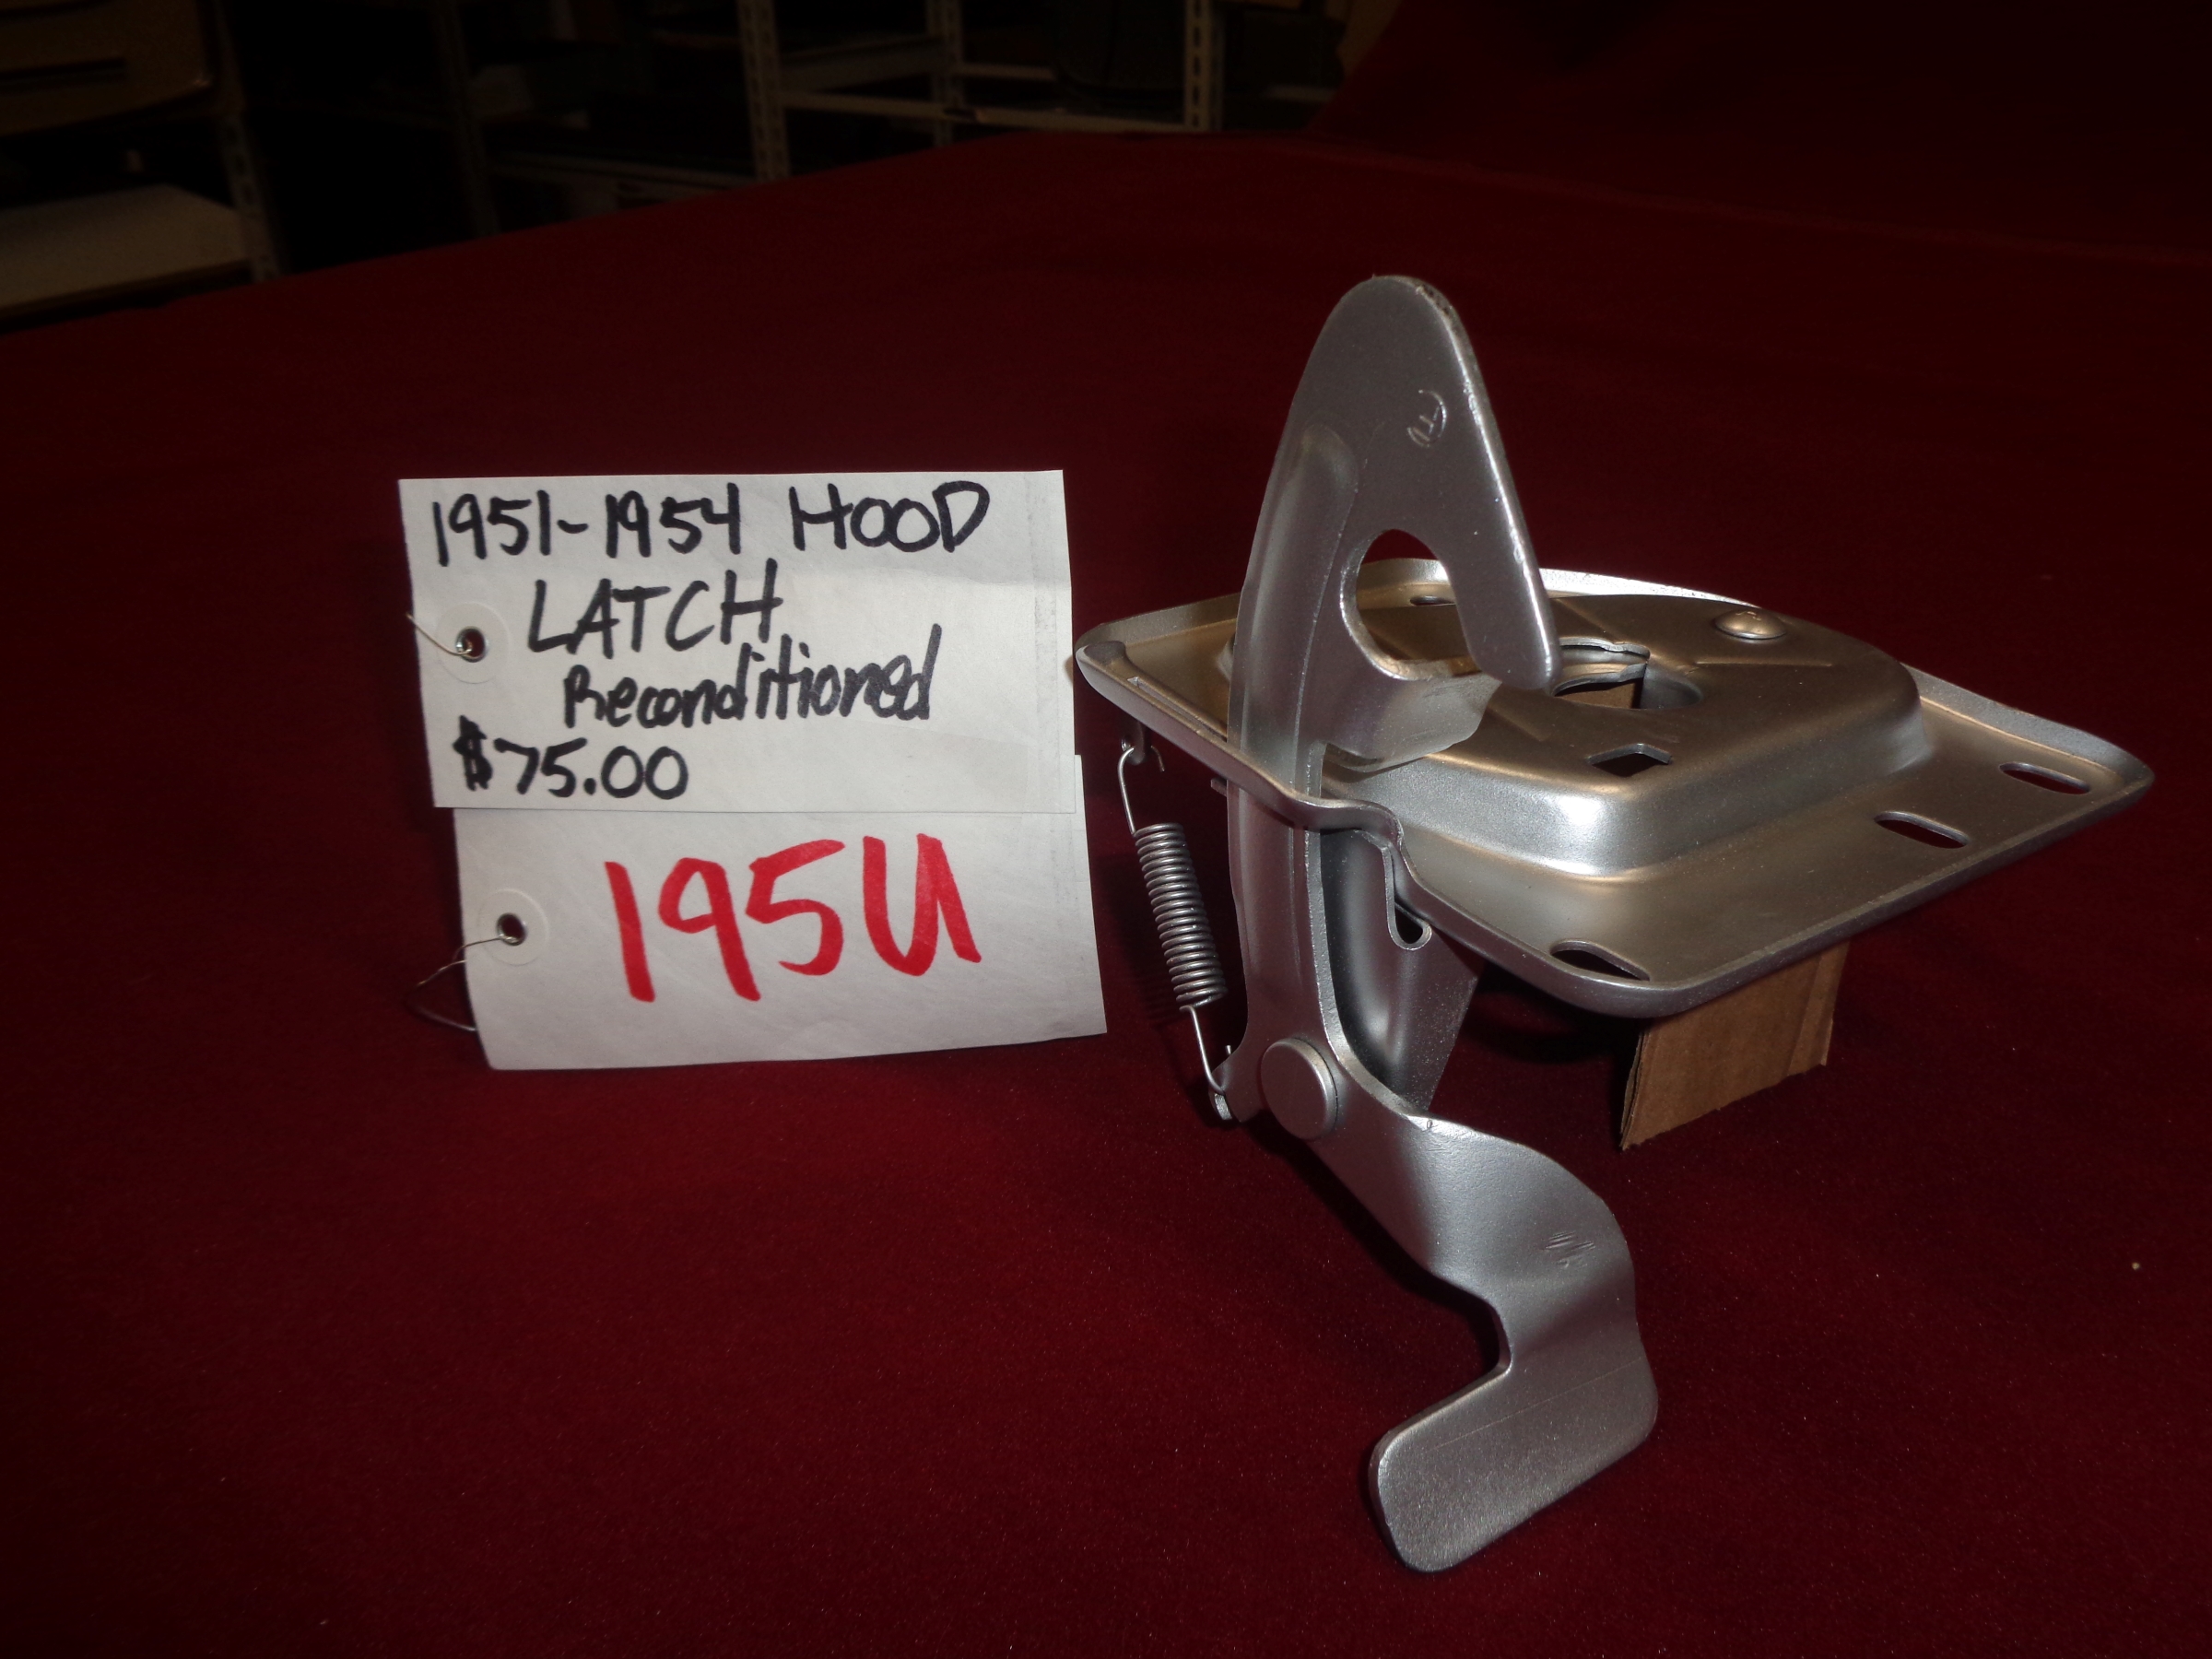 1951-1954 HOOD
LATCH
Reconditioned
$75.00
195U